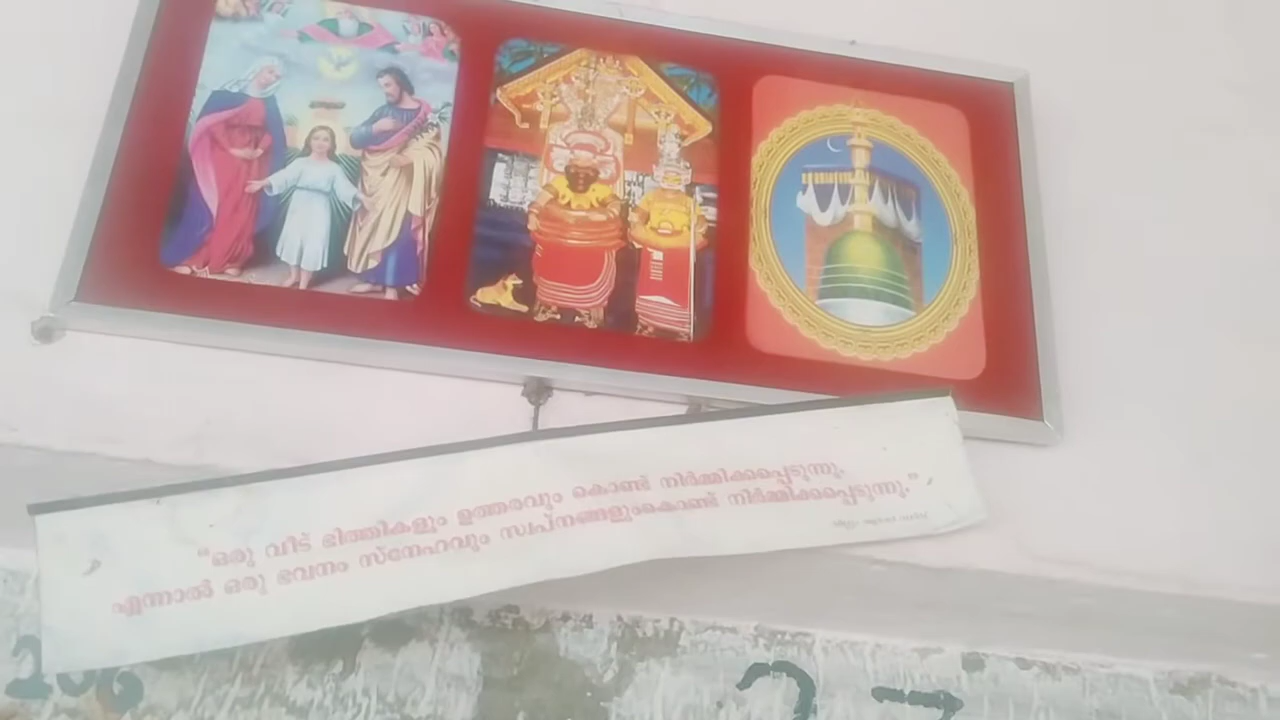 “ഒരു വീട് ഭിത്തികളും ഉത്തരവും കൊണ്ട് നിർമ്മിക്കപ്പെടുന്നു.
എന്നാൽ ഒരു ഭവനം സ്നേഹവും സ്വപ്നങ്ങളുംകൊണ്ട് നിർമ്മിക്കപ്പെടുന്നു.”